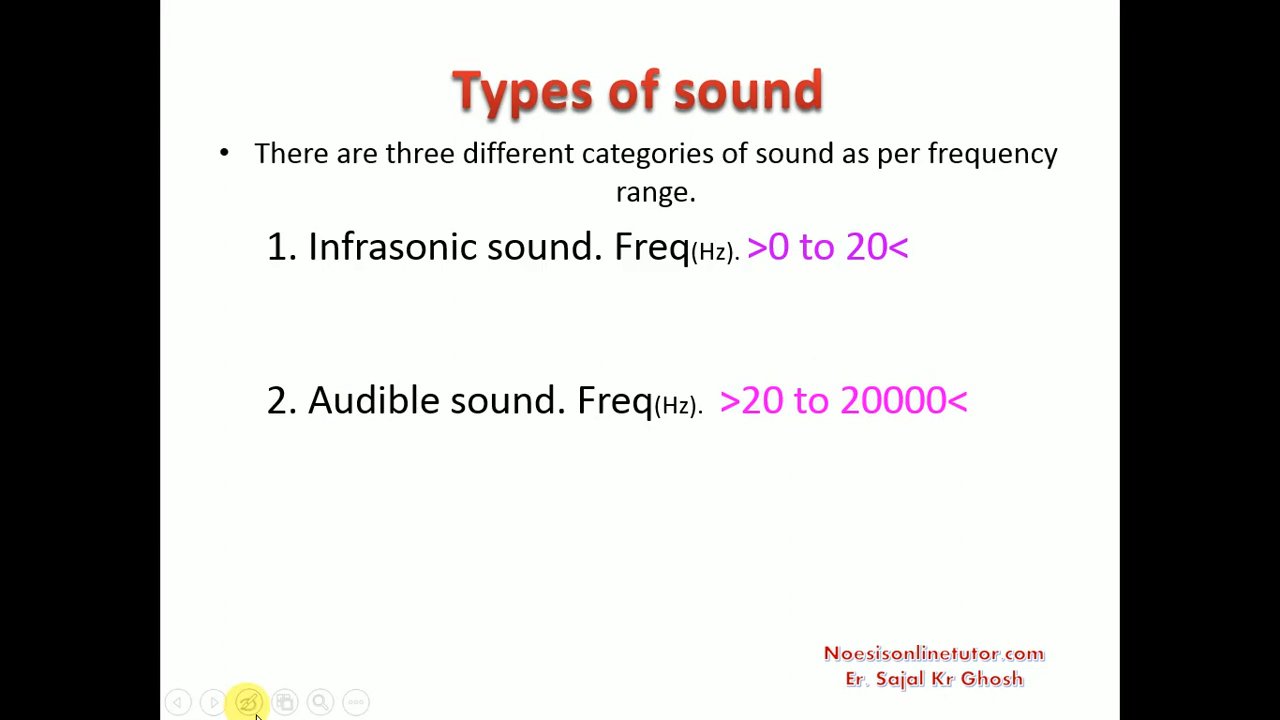 Types of sound
• There are three different categories of sound as per frequency
range.
1. Infrasonic sound. Freq(Hz). >0 to 20<
2. Audible sound. Freq(Hz). >20 to 20000<
Noesisonlinetutor.com
Er. Sajal Kr Ghosh